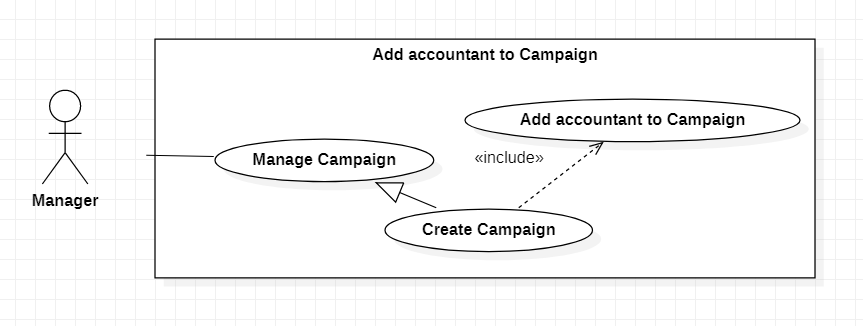 Add accountant to Campaign
Add accountant to Campaign
Manage Campaign
«include»
Manager
Create Campaign